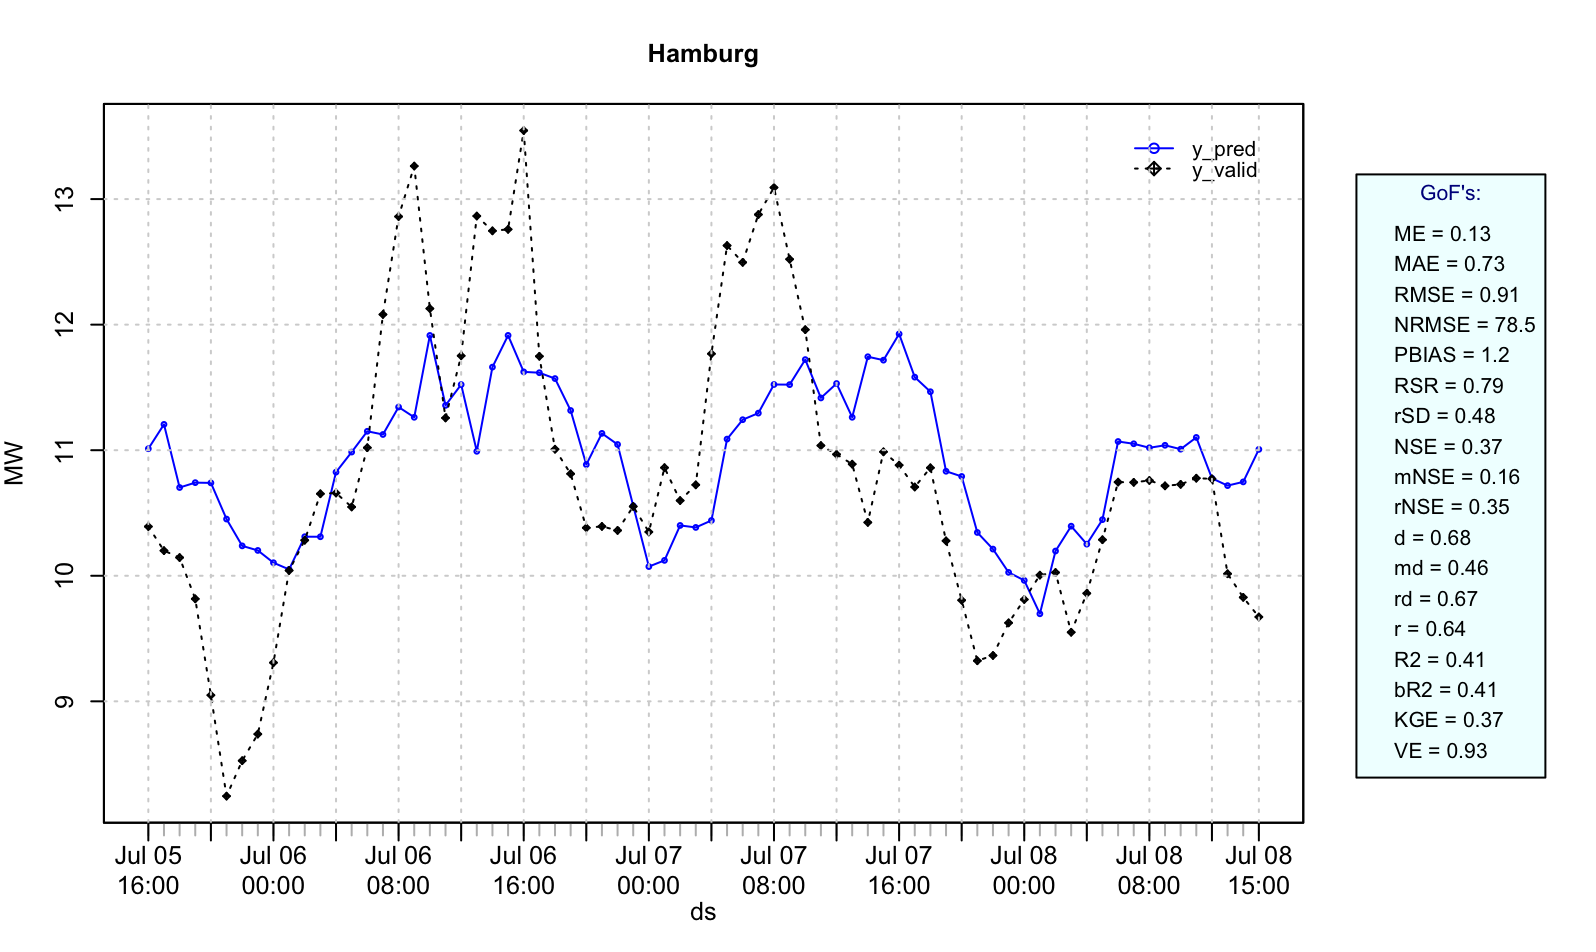 Hamburg
y_pred
y_valid
MW
13
12
11
10
9
Jul 05
16:00
Jul 06
00:00
Jul 06
08:00
Jul 06
16:00
Jul 07
00:00
Jul 07
08:00
Jul 07
16:00
Jul 08
00:00
Jul 08
08:00
Jul 08
15:00
ds
GoF's:
ME = 0.13
MAE = 0.73
RMSE = 0.91
NRMSE = 78.5
PBIAS = 1.2
RSR = 0.79
rSD = 0.48
NSE = 0.37
mNSE = 0.16
rNSE = 0.35
d = 0.68
md = 0.46
rd = 0.67
r = 0.64
R2 = 0.41
bR2 = 0.41
KGE = 0.37
VE = 0.93